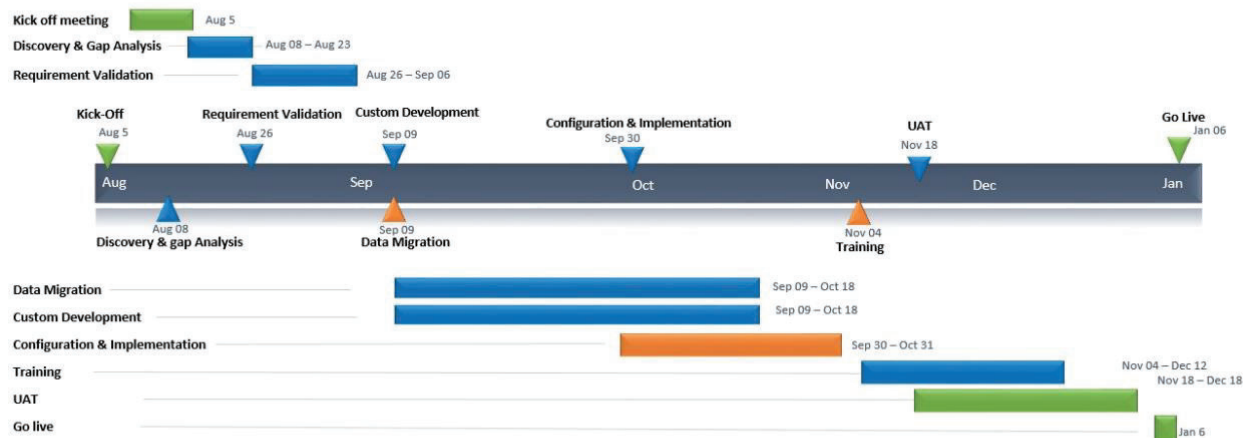 Kick off meeting Aug 5
Discovery & Gap Analysis Aug 08 – Aug 23
Requirement Validation Aug 26 – Sep 06
Kick-Off Requirement Validation Custom Development Configuration & Implementation UAT Go Live
Aug 5 Aug 26 Sep 09 Sep 30 Nov 18 Jan 06
Aug Sep Oct Nov Dec Jan
Aug 08 Sep 09 Nov 04
Discovery & gap Analysis Data Migration Training
Data Migration Sep 09 – Oct 18
Custom Development Sep 09 – Oct 18
Configuration & Implementation Sep 30 – Oct 31
Training Nov 04 – Dec 12
UAT Nov 18 – Dec 18
Go live Jan 6